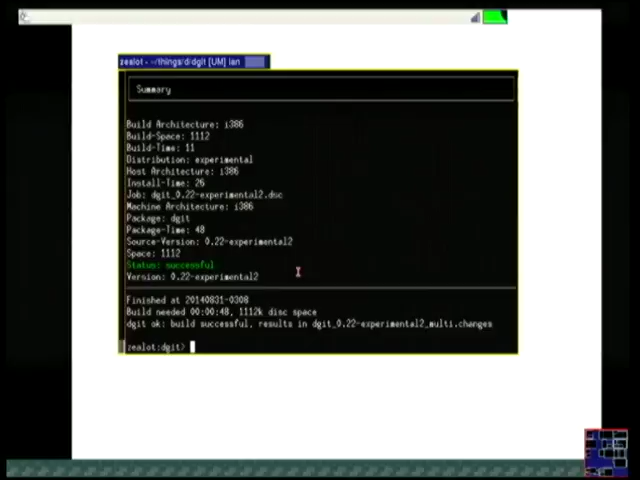 zealot - ~/things/d/dgit [UM] ian
Summary
Build Architecture: i386
Build-Space: 1112
Build-Time: 11
Distribution: experimental
Host Architecture: i386
Install-Time: 26
Job: dgit_0.22-experimental2.dsc
Machine Architecture: i386
Package: dgit
Package-Time: 48
Source-Version: 0.22-experimental2
Space: 1112
Status: successful
Version: 0.22-experimental2
Finished at 20140831-0308
Build needed 00:00:48, 1112k disc space
dgit ok: build successful, results in dgit_0.22-experimental2_multi.changes
zealot:dgit>